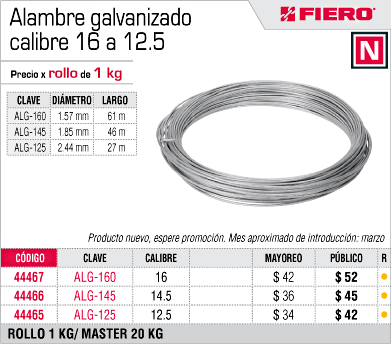 Alambre galvanizado
calibre 16 a 12.5
FIERO®
N
Precio x rollo de 1 kg
CLAVE DIÁMETRO LARGO
ALG-160 1.57 mm 61 m
ALG-145 1.85 mm 46 m
ALG-125 2.44 mm 27 m
Producto nuevo, espere promoción. Mes aproximado de introducción: marzo
CÓDIGO CLAVE CALIBRE MAYOREO PÚBLICO R
44467 ALG-160 16 $ 42 $ 52
44466 ALG-145 14.5 $ 36 $ 45
44465 ALG-125 12.5 $ 34 $ 42
ROLLO 1 KG/ MASTER 20 KG